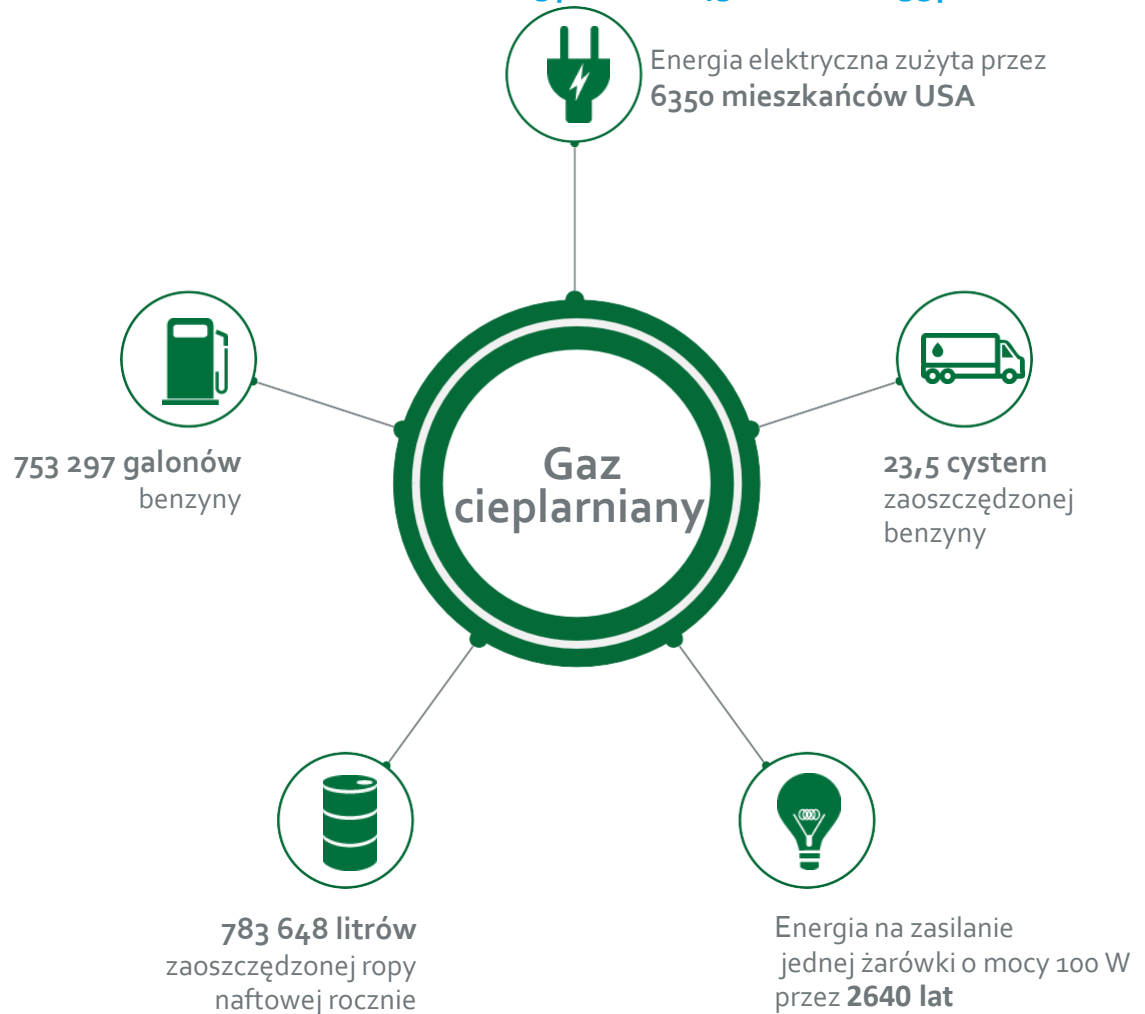 Energia elektryczna zużyta przez
6350 mieszkańców USA
753 297 galonów
benzyny
Gaz
cieplarniany
23,5 cystern
zaoszczędzonej
benzyny
783 648 litrów
zaoszczędzonej ropy
naftowej rocznie
Energia na zasilanie
jednej żarówki o mocy 100 W
przez 2640 lat